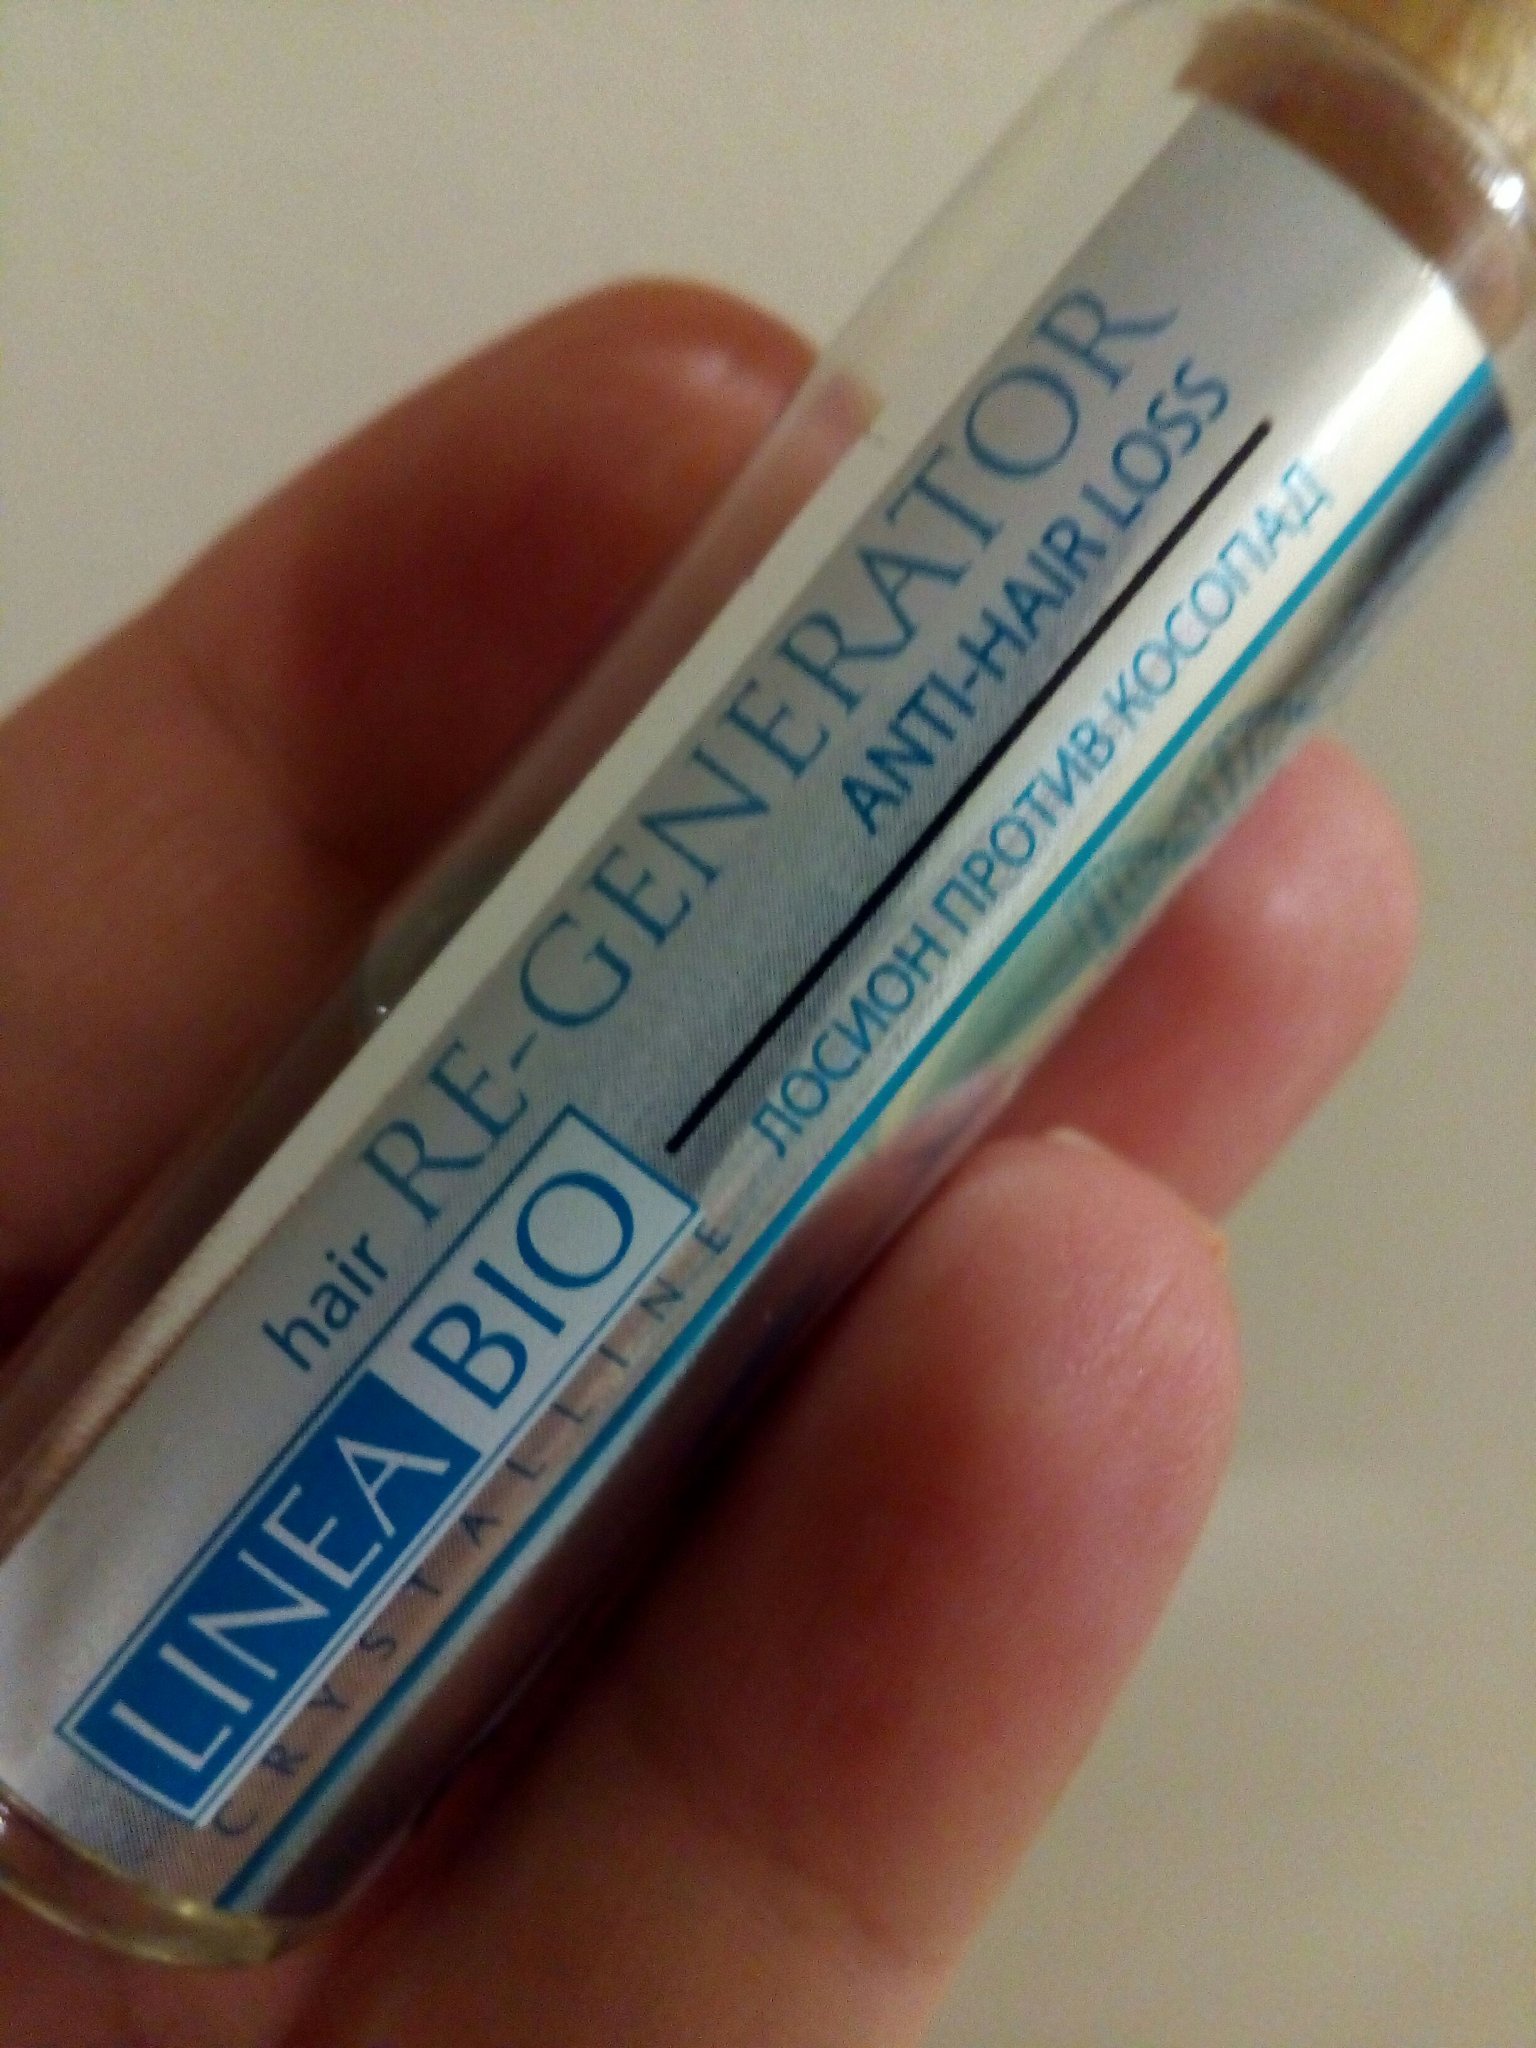 hair RE-GENERATOR
ANTI-HAIR LOSS
LINEA BIO
CRYSTALLINE
ЛОСИОН ПРОТИВ КОСОПАД